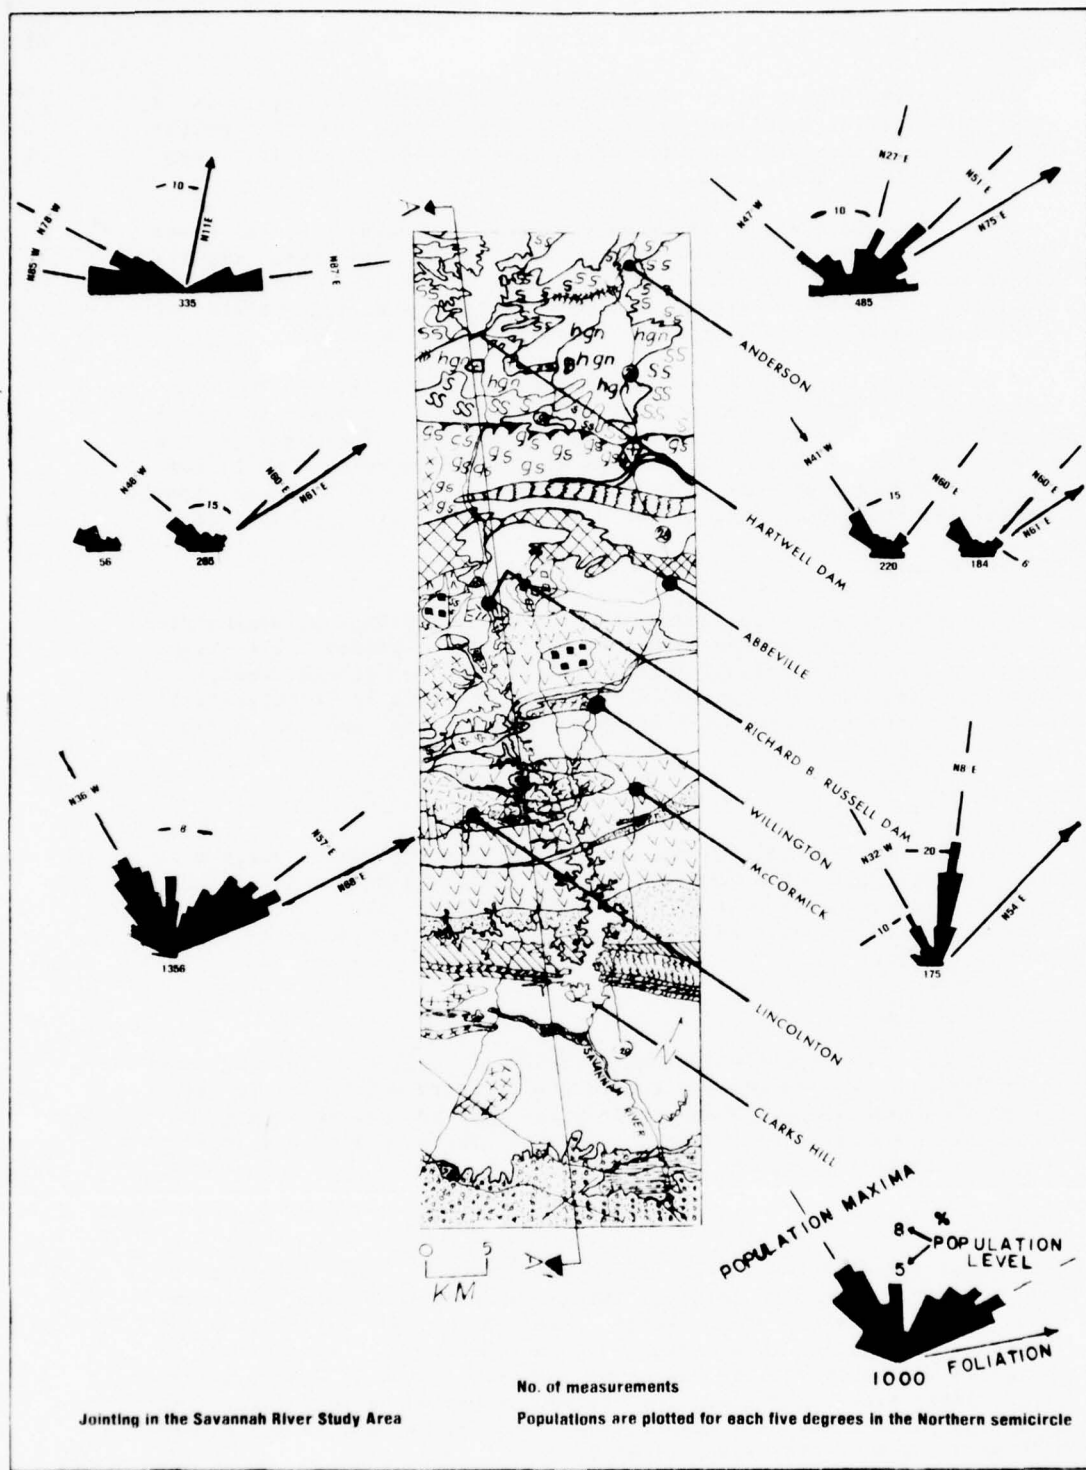 N78 W
N85 W
10
N11E
N87 E
335
N47 W
10
N27 E
N51 E
N75 E
485
A
SS
hgn
gs
ANDERSON
HARTWELL DAM
ABBEVILLE
RICHARD B RUSSELL DAM
WILLINGTON
McCORMICK
LINCOLNTON
CLARKS HILL
N48 W
15
N61 E
56
N41 W
15
N60 E
220
N60 E
N61 E
6
184
N36 W
N57 E
N68 E
1356
N8 E
N32 W
20
10
N54 E
175
SAVANNAH RIVER
N
0 5
KM
A
POPULATION MAXIMA
8 %
5 POPULATION
LEVEL
FOLIATION
1000
No. of measurements
Jointing in the Savannah River Study Area
Populations are plotted for each five degrees in the Northern semicircle